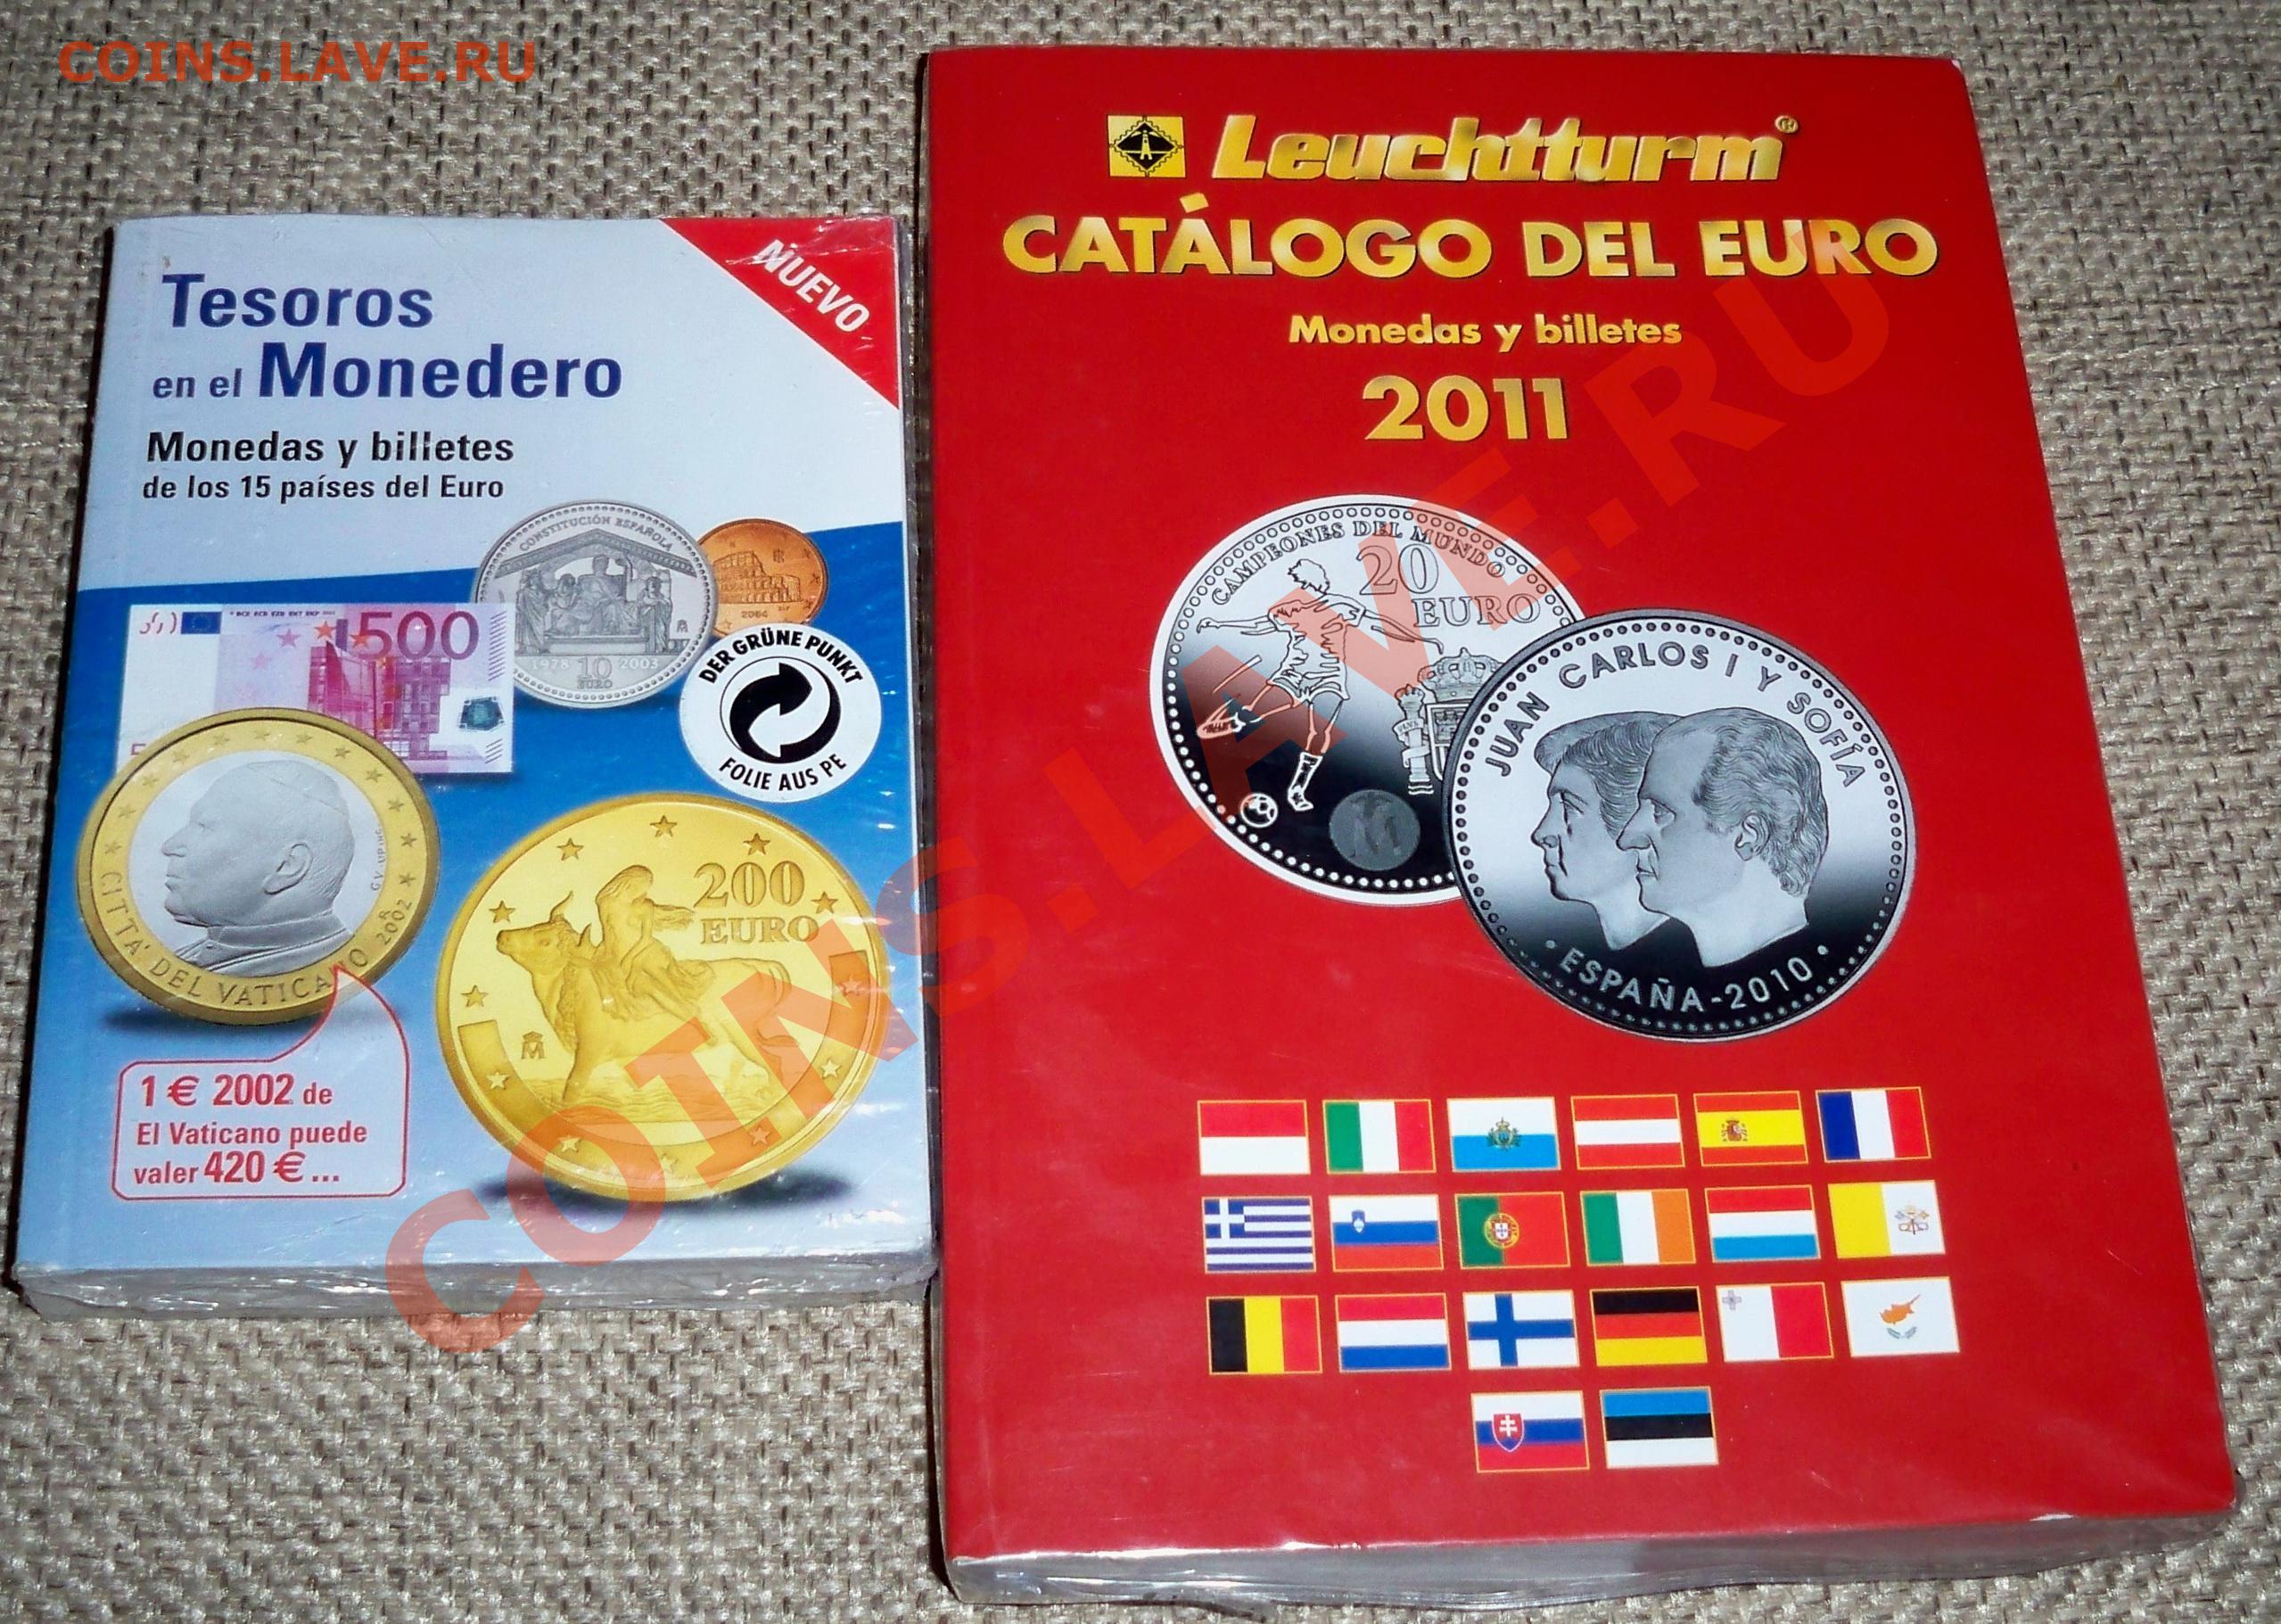 COINS.LAVE.RU
NUEVO
Tesoros
en el Monedero
Monedas y billetes
de los 15 países del Euro
CONSTITUCIÓN ESPAÑOLA
1978 10 2003
EURO
2004
500
DER GRÜNE PUNKT
FOLIE AUS PE
CITTA' DEL VATICANO 2002
R
200
EURO
M
1 € 2002 de
El Vaticano puede
valer 420 € ...
Leuchtturm®
CATÁLOGO DEL EURO
Monedas y billetes
2011
CAMPEONES DEL MUNDO
20
EURO
M
JUAN CARLOS I Y SOFÍA
• ESPAÑA - 2010 •
COINS.LAVE.RU